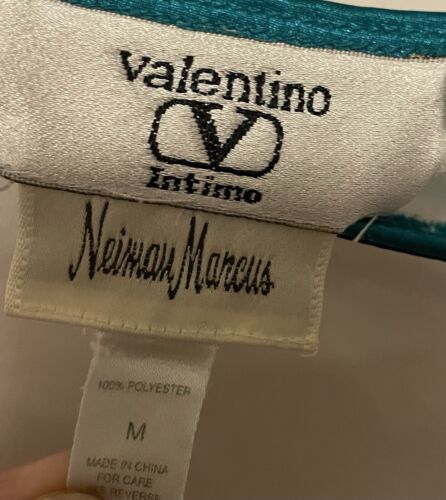 Valentino
V
Intimo
Neiman Marcus
100% POLYESTER
M
MADE IN CHINA
FOR CARE
SEE REVERSE